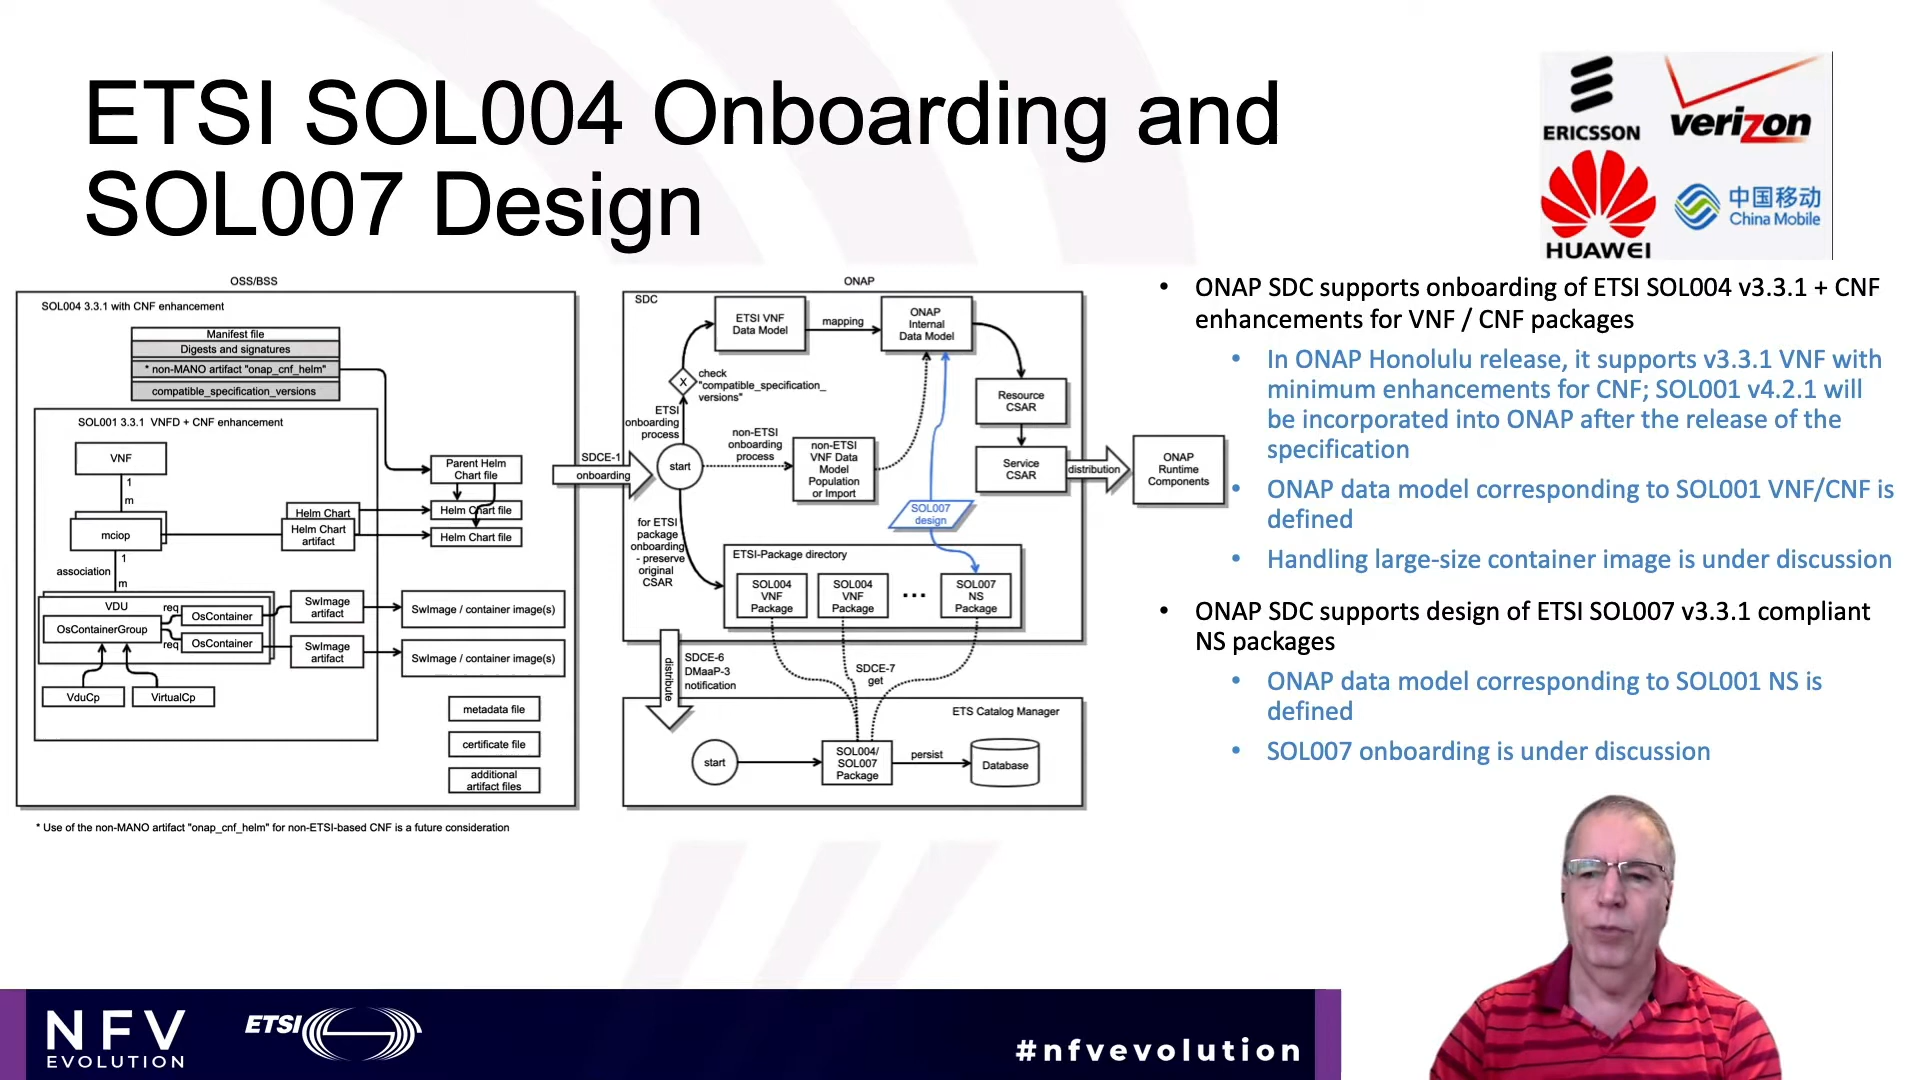 ETSI SOL004 Onboarding and
SOL007 Design
ERICSSON
verizon
HUAWEI
中国移动
China Mobile
OSS/BSS
SOL004 3.3.1 with CNF enhancement
Manifest file
Digests and signatures
* non-MANO artifact "onap_cnf_helm"
compatible_specification_versions
SOL001 3.3.1 VNFD + CNF enhancement
VNF
1
m
mciop
1
association
m
VDU
OsContainerGroup
req
req
OsContainer
OsContainer
VduCp
VirtualCp
Helm Chart
Helm Chart
artifact
SwImage
artifact
SwImage
artifact
Parent Helm
Chart file
Helm Chart file
Helm Chart file
SwImage / container image(s)
SwImage / container image(s)
metadata file
certificate file
additional
artifact files
* Use of the non-MANO artifact "onap_cnf_helm" for non-ETSI-based CNF is a future consideration
SDCE-1
onboarding
ONAP
SDC
ETSI VNF
Data Model
mapping
ONAP
Internal
Data Model
X
check
"compatible_specification_
versions"
ETSI
onboarding
process
start
non-ETSI
onboarding
process
non-ETSI
VNF Data
Model
Population
or Import
Resource
CSAR
Service
CSAR
distribution
ONAP
Runtime
Components
SOL007
design
for ETSI
package
onboarding
- preserve
original
CSAR
ETSI-Package directory
SOL004
VNF
Package
SOL004
VNF
Package
...
SOL007
NS
Package
distribute
SDCE-6
DMaaP-3
notification
SDCE-7
get
ETS Catalog Manager
start
SOL004/
SOL007
Package
persist
Database
• ONAP SDC supports onboarding of ETSI SOL004 v3.3.1 + CNF
enhancements for VNF / CNF packages
• In ONAP Honolulu release, it supports v3.3.1 VNF with
minimum enhancements for CNF; SOL001 v4.2.1 will
be incorporated into ONAP after the release of the
specification
• ONAP data model corresponding to SOL001 VNF/CNF is
defined
• Handling large-size container image is under discussion
• ONAP SDC supports design of ETSI SOL007 v3.3.1 compliant
NS packages
• ONAP data model corresponding to SOL001 NS is
defined
• SOL007 onboarding is under discussion
NFV
EVOLUTION
ETSI
#nfvevolution